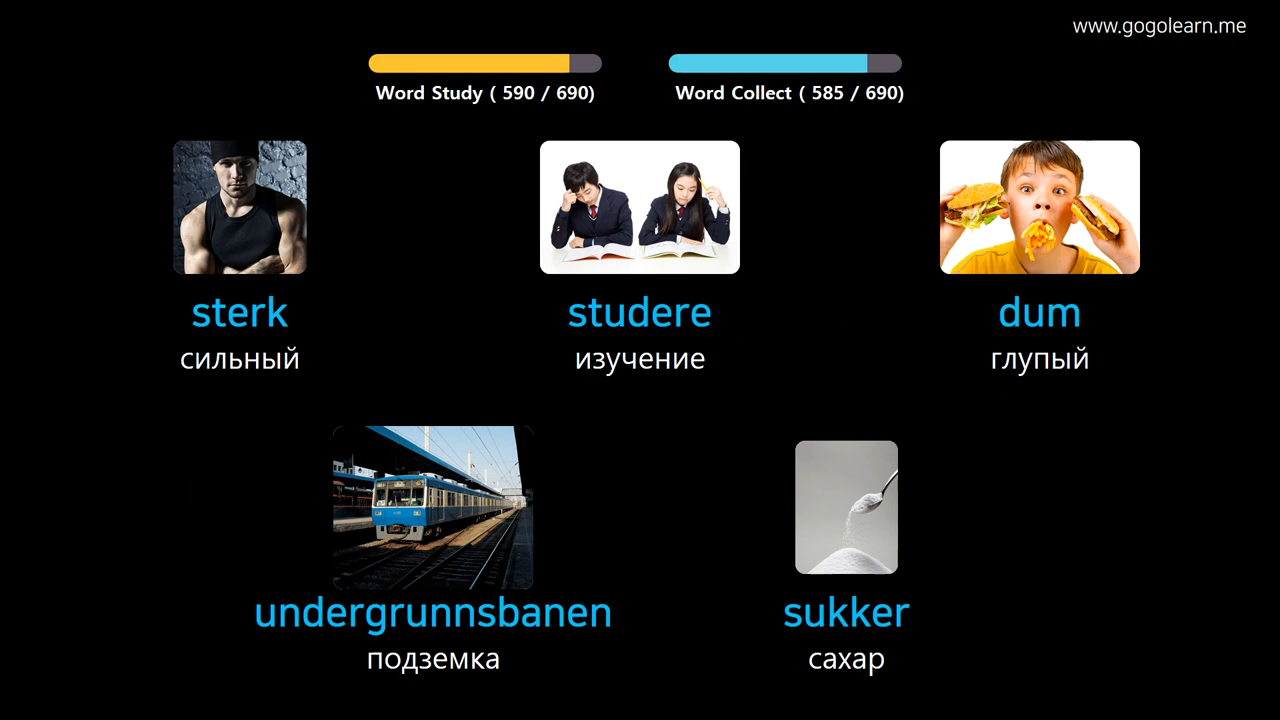 www.gogolearn.me
Word Study ( 590 / 690)
Word Collect ( 585 / 690)
sterk
сильный
studere
изучение
dum
глупый
undergrunnsbanen
подземка
sukker
сахар